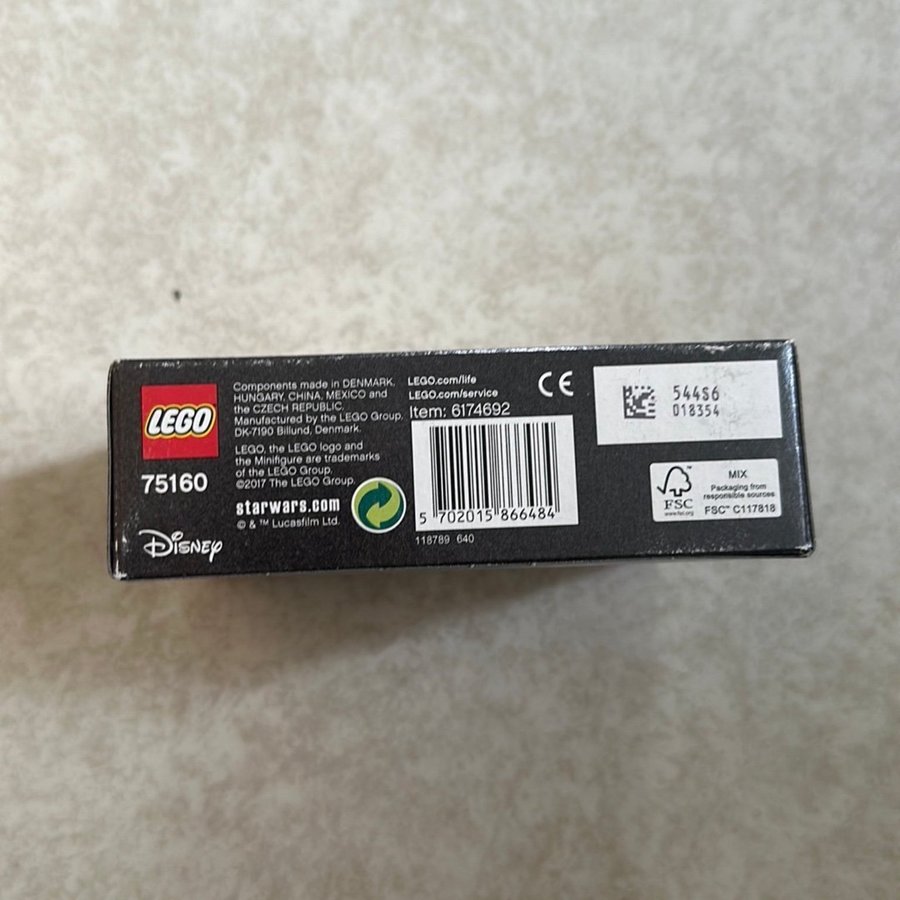 LEGO
75160
Disney
Components made in DENMARK,
HUNGARY, CHINA, MEXICO and
the CZECH REPUBLIC.
Manufactured by the LEGO Group.
DK-7190 Billund, Denmark.
LEGO, the LEGO logo and
the Minifigure are trademarks
of the LEGO Group.
©2017 The LEGO Group.
starwars.com
© & ™ Lucasfilm Ltd.
LEGO.com/life
LEGO.com/service
Item: 6174692
5 702015 866484
118789 640
CE
544S6
018354
FSC
www.fsc.org
MIX
Packaging from
responsible sources
FSC™ C117818